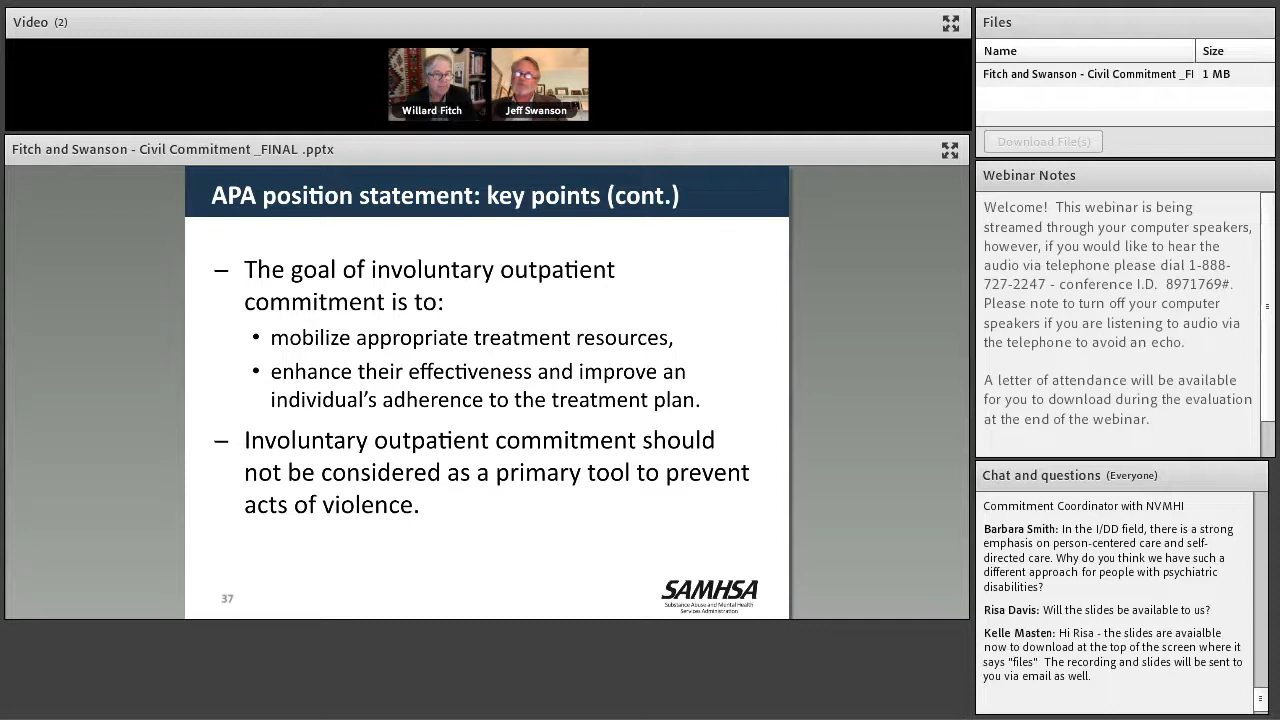 Video (2)
Willard Fitch
Jeff Swanson
Fitch and Swanson - Civil Commitment _FINAL .pptx
APA position statement: key points (cont.)
– The goal of involuntary outpatient
commitment is to:
• mobilize appropriate treatment resources,
• enhance their effectiveness and improve an
individual’s adherence to the treatment plan.
– Involuntary outpatient commitment should
not be considered as a primary tool to prevent
acts of violence.
37
SAMHSA
Substance Abuse and Mental Health
Services Administration
Files
Name Size
Fitch and Swanson - Civil Commitment _FI 1 MB
Download File(s)
Webinar Notes
Welcome! This webinar is being
streamed through your computer speakers,
however, if you would like to hear the
audio via telephone please dial 1-888-
727-2247 - conference I.D. 8971769#.
Please note to turn off your computer
speakers if you are listening to audio via
the telephone to avoid an echo.
A letter of attendance will be available
for you to download during the evaluation
at the end of the webinar.
Chat and questions (Everyone)
Commitment Coordinator with NVMHI
Barbara Smith: In the I/DD field, there is a strong
emphasis on person-centered care and self-
directed care. Why do you think we have such a
different approach for people with psychiatric
disabilities?
Risa Davis: Will the slides be available to us?
Kelle Masten: Hi Risa - the slides are avaialble
now to download at the top of the screen where it
says "files" The recording and slides will be sent to
you via email as well.